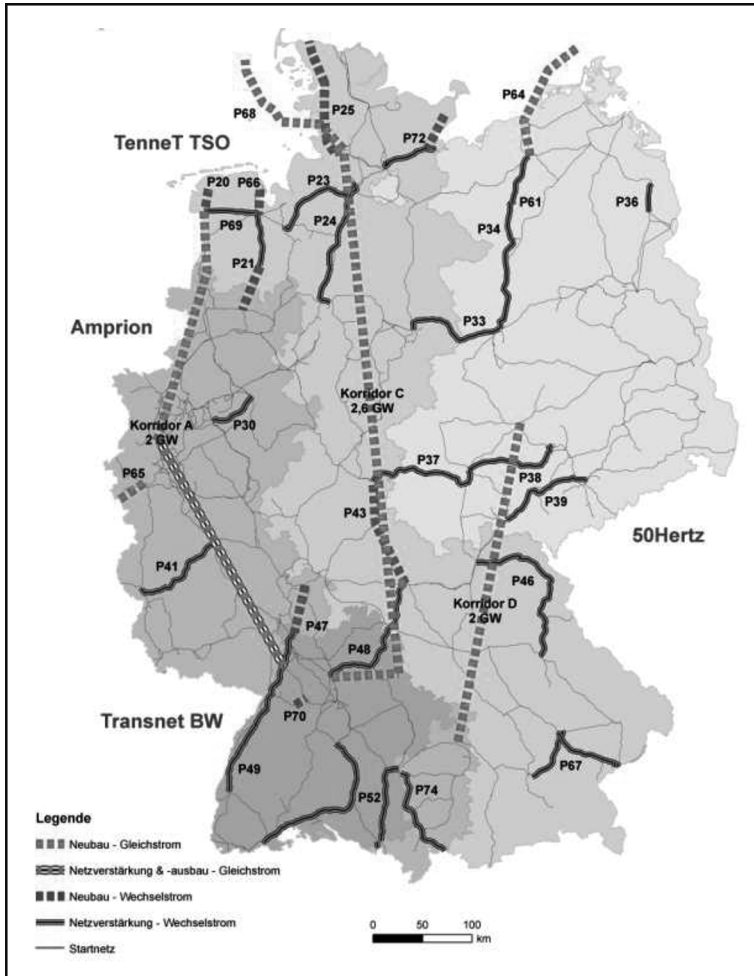 P68
P25
P64
TenneT TSO
P72
P20
P66
P23
P61
P36
P69
P24
P34
P21
P33
Amprion
Korridor C
2,6 GW
Korridor A
2 GW
P30
P65
P37
P38
P43
P39
50Hertz
P41
P46
Korridor D
2 GW
P47
P48
Transnet BW
P70
P49
P52
P74
P67
Legende
Neubau - Gleichstrom
Netzverstärkung & -ausbau - Gleichstrom
Neubau - Wechselstrom
Netzverstärkung - Wechselstrom
Startnetz
0 50 100
km